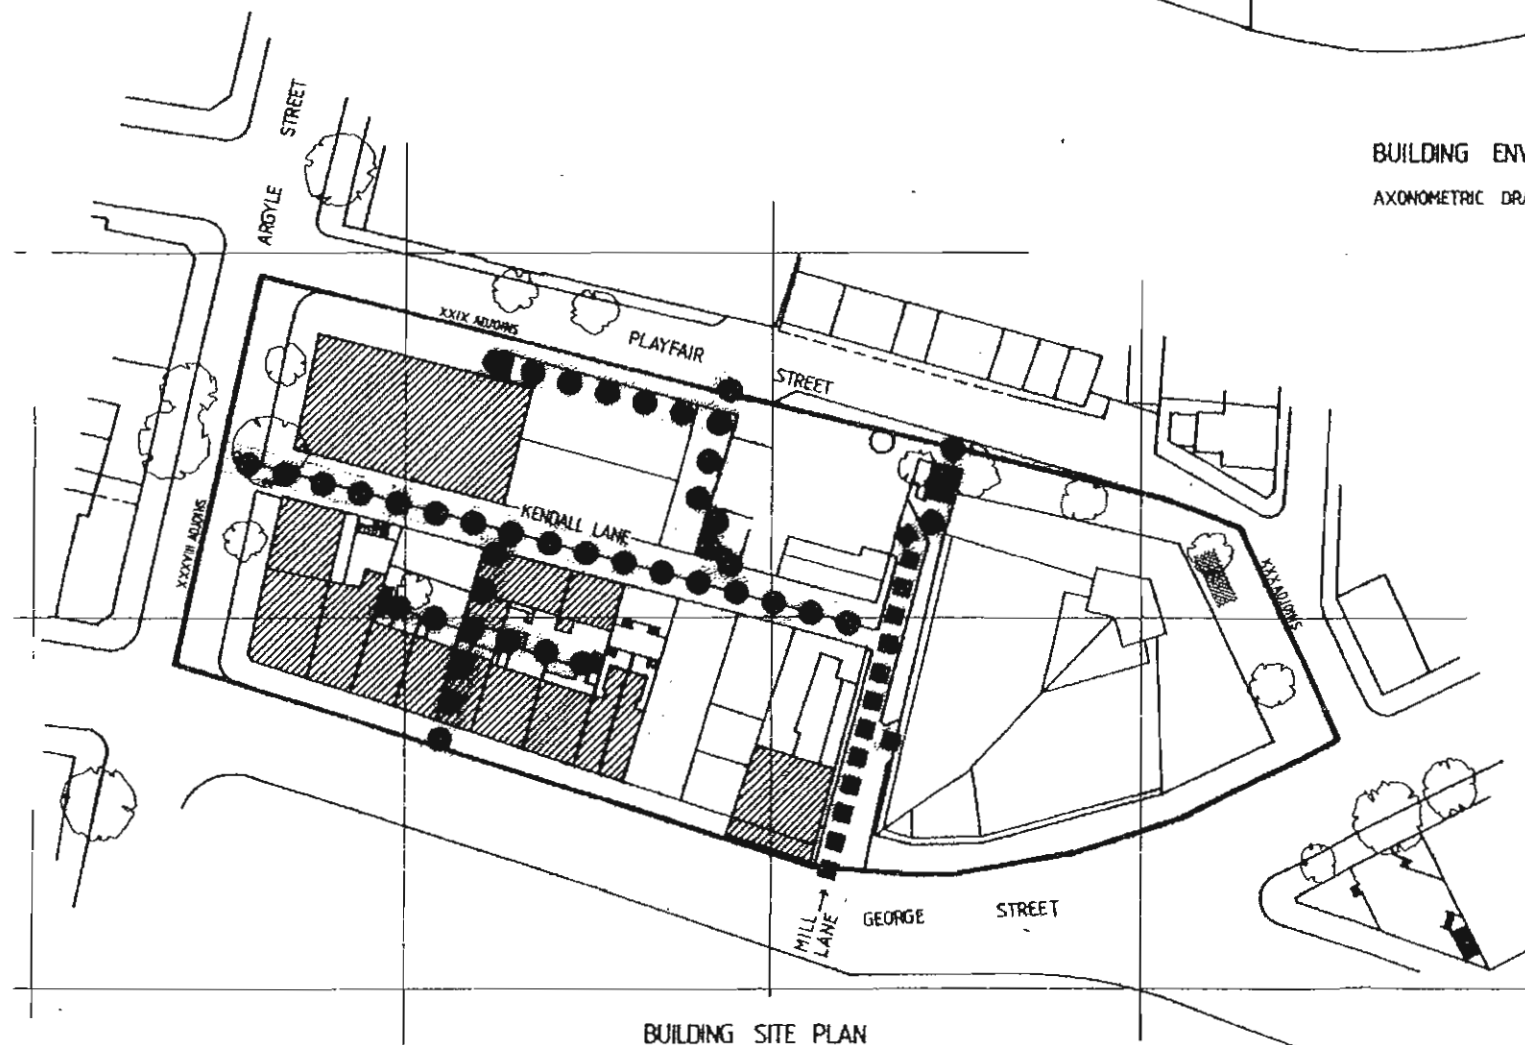 ARGYLE STREET
BUILDING ENV
AXONOMETRIC DRA
XXIX ADJOINS
PLAYFAIR STREET
KENDALL LANE
XXXVIII ADJOINS
XXX ADJOINS
MILL LANE
GEORGE STREET
BUILDING SITE PLAN